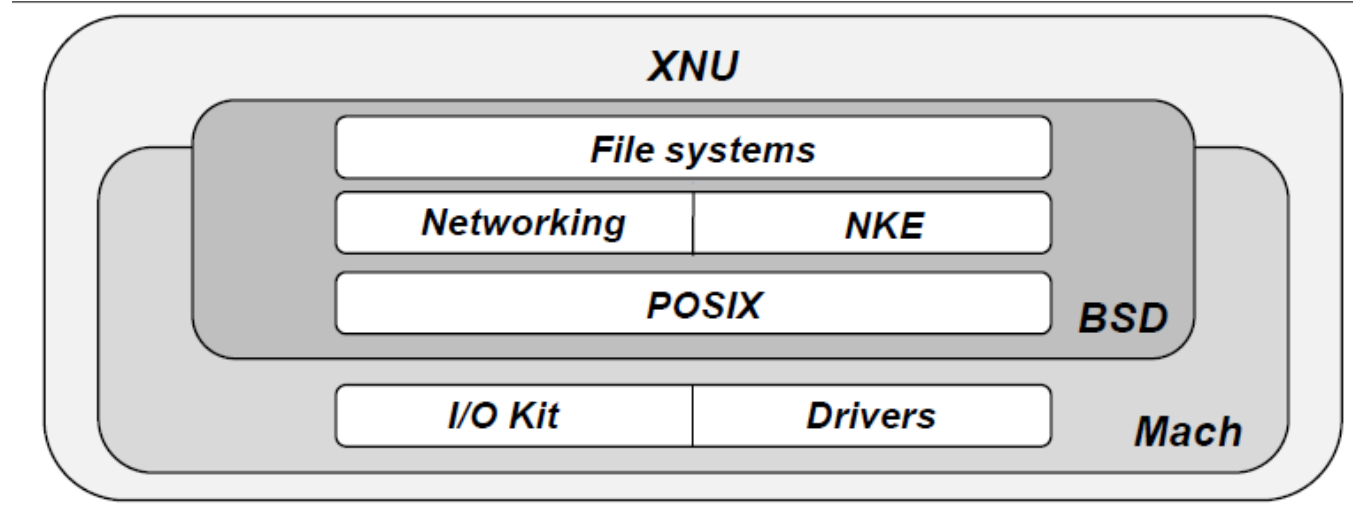 XNU
File systems
Networking NKE
POSIX
BSD
I/O Kit Drivers
Mach